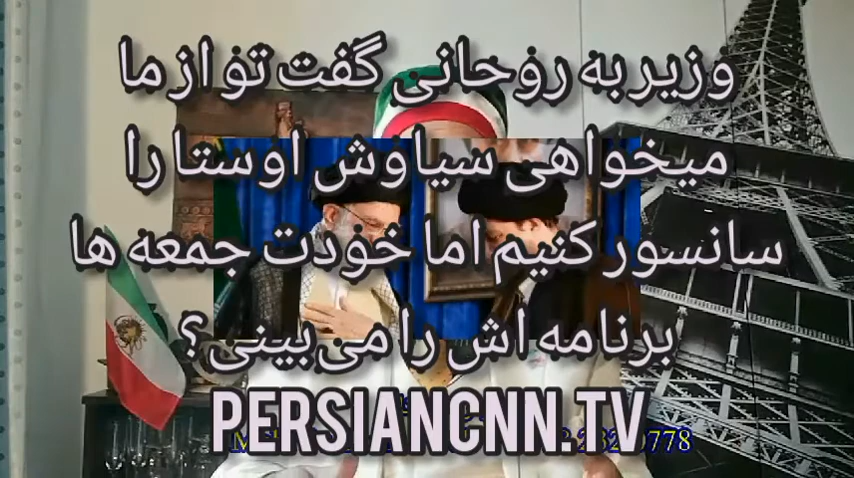 وزیر به روحانی گفت تو از ما
میخواهی سیاوش اوستا را
سانسور کنیم اما خودت جمعه ها
برنامه اش را می بینی؟
PERSIANCNN.TV
0778